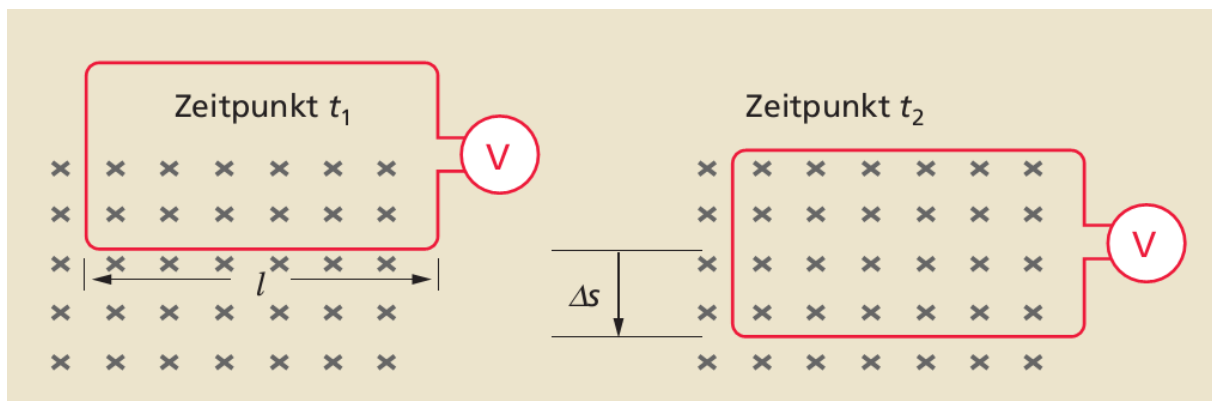 Zeitpunkt t₁
V
l
Zeitpunkt t₂
V
Δs